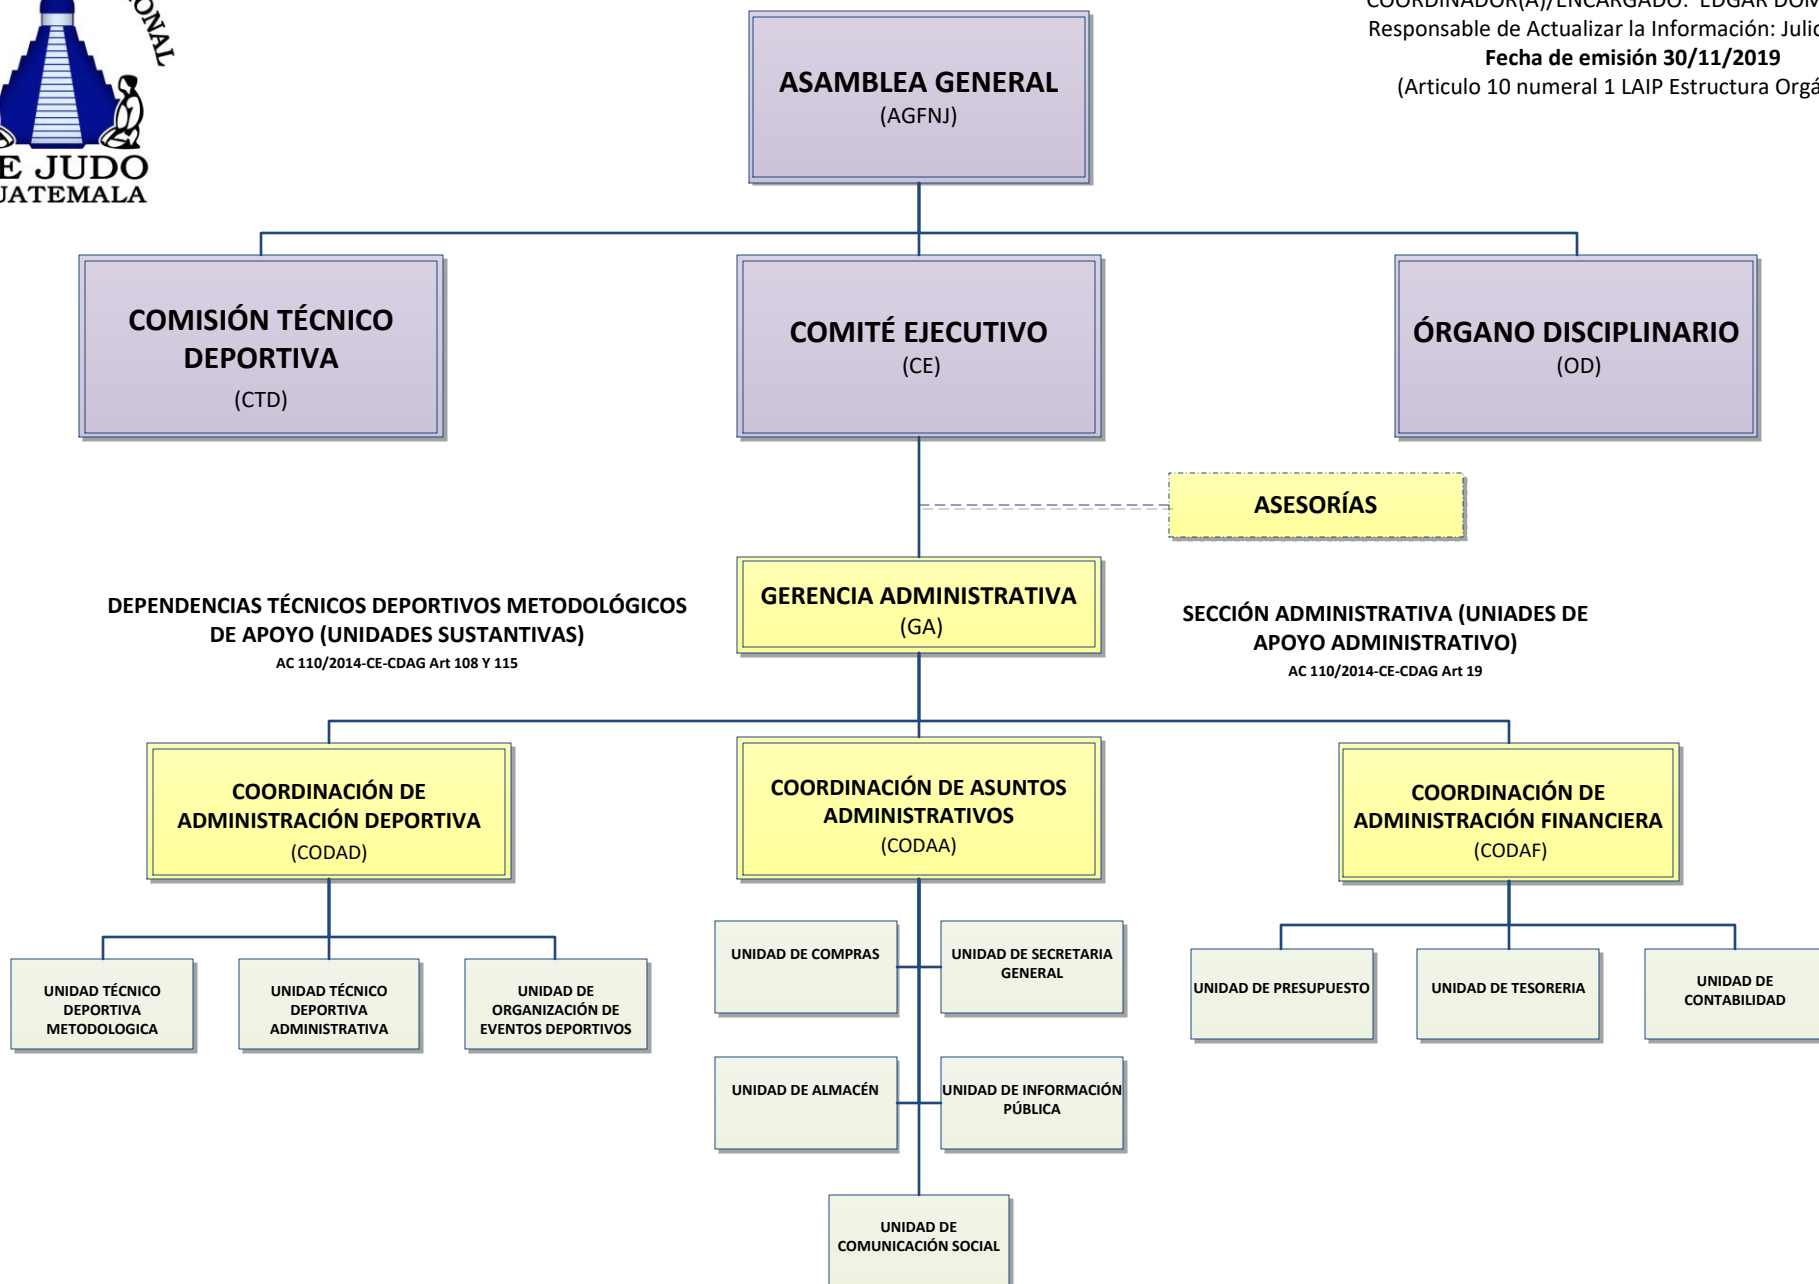 COORDINADOR(A)/ENCARGADO: EDGAR
Responsable de Actualizar la Información:
Fecha de emisión 30/11/2019
(Articulo 10 numeral 1 LAIP Estructura
JUDO
ASAMBLEA GENERAL
(AGFNJ)
COMISIÓN TÉCNICO
DEPORTIVA
(CTD)
COMITÉ EJECUTIVO
(CE)
ÓRGANO DISCIPLINARIO
(OD)
ASESORÍAS
GERENCIA ADMINISTRATIVA
(GA)
DEPENDENCIAS TÉCNICOS DEPORTIVOS METODOLÓGICOS
DE APOYO (UNIDADES SUSTANTIVAS)
AC 110/2014-CE-CDAG Art 108 Y 115
SECCIÓN ADMINISTRATIVA (UNIADES DE
APOYO ADMINISTRATIVO)
AC 110/2014-CE-CDAG Art 19
COORDINACIÓN DE
ADMINISTRACIÓN DEPORTIVA
(CODAD)
COORDINACIÓN DE ASUNTOS
ADMINISTRATIVOS
(CODAA)
COORDINACIÓN DE
ADMINISTRACIÓN FINANCIERA
(CODAF)
UNIDAD TÉCNICO
DEPORTIVA
METODOLOGICA
UNIDAD TÉCNICO
DEPORTIVA
ADMINISTRATIVA
UNIDAD DE
ORGANIZACIÓN DE
EVENTOS DEPORTIVOS
UNIDAD DE COMPRAS
UNIDAD DE SECRETARIA
GENERAL
UNIDAD DE ALMACÉN
UNIDAD DE INFORMACIÓN
PÚBLICA
UNIDAD DE
COMUNICACIÓN SOCIAL
UNIDAD DE PRESUPUESTO
UNIDAD DE TESORERIA
UNIDAD DE
CONTABILIDAD